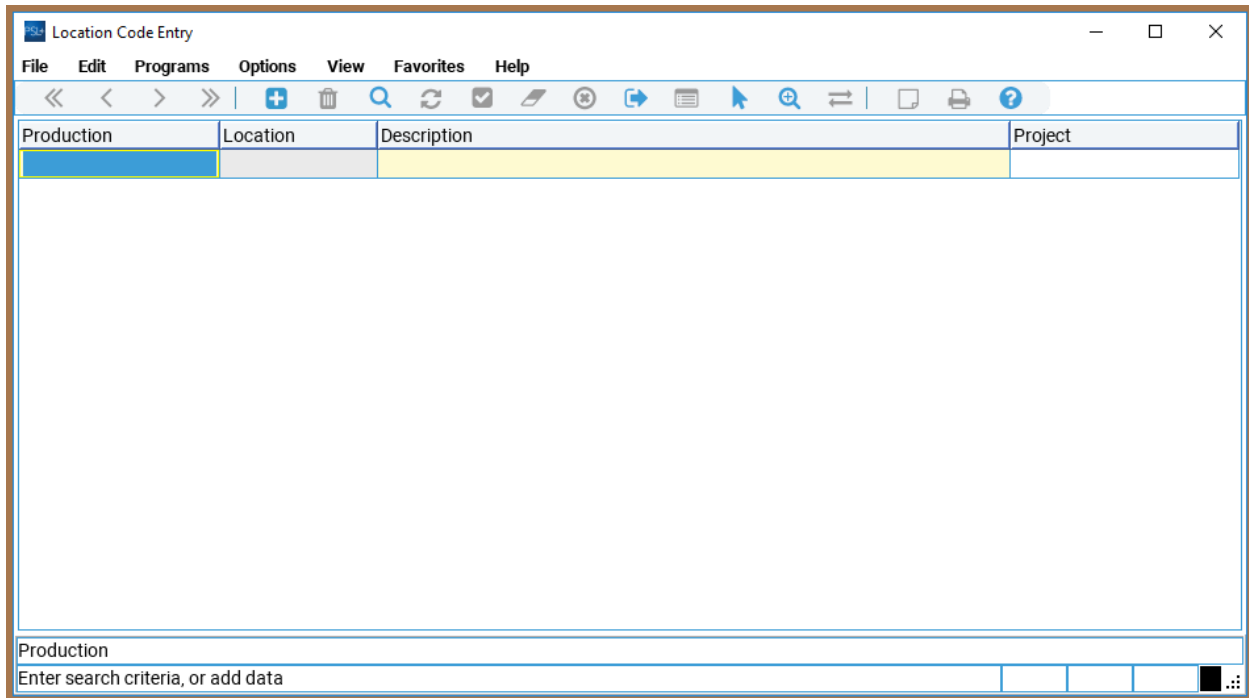 PSL+ Location Code Entry
File Edit Programs Options View Favorites Help
Production Location Description Project
Production
Enter search criteria, or add data